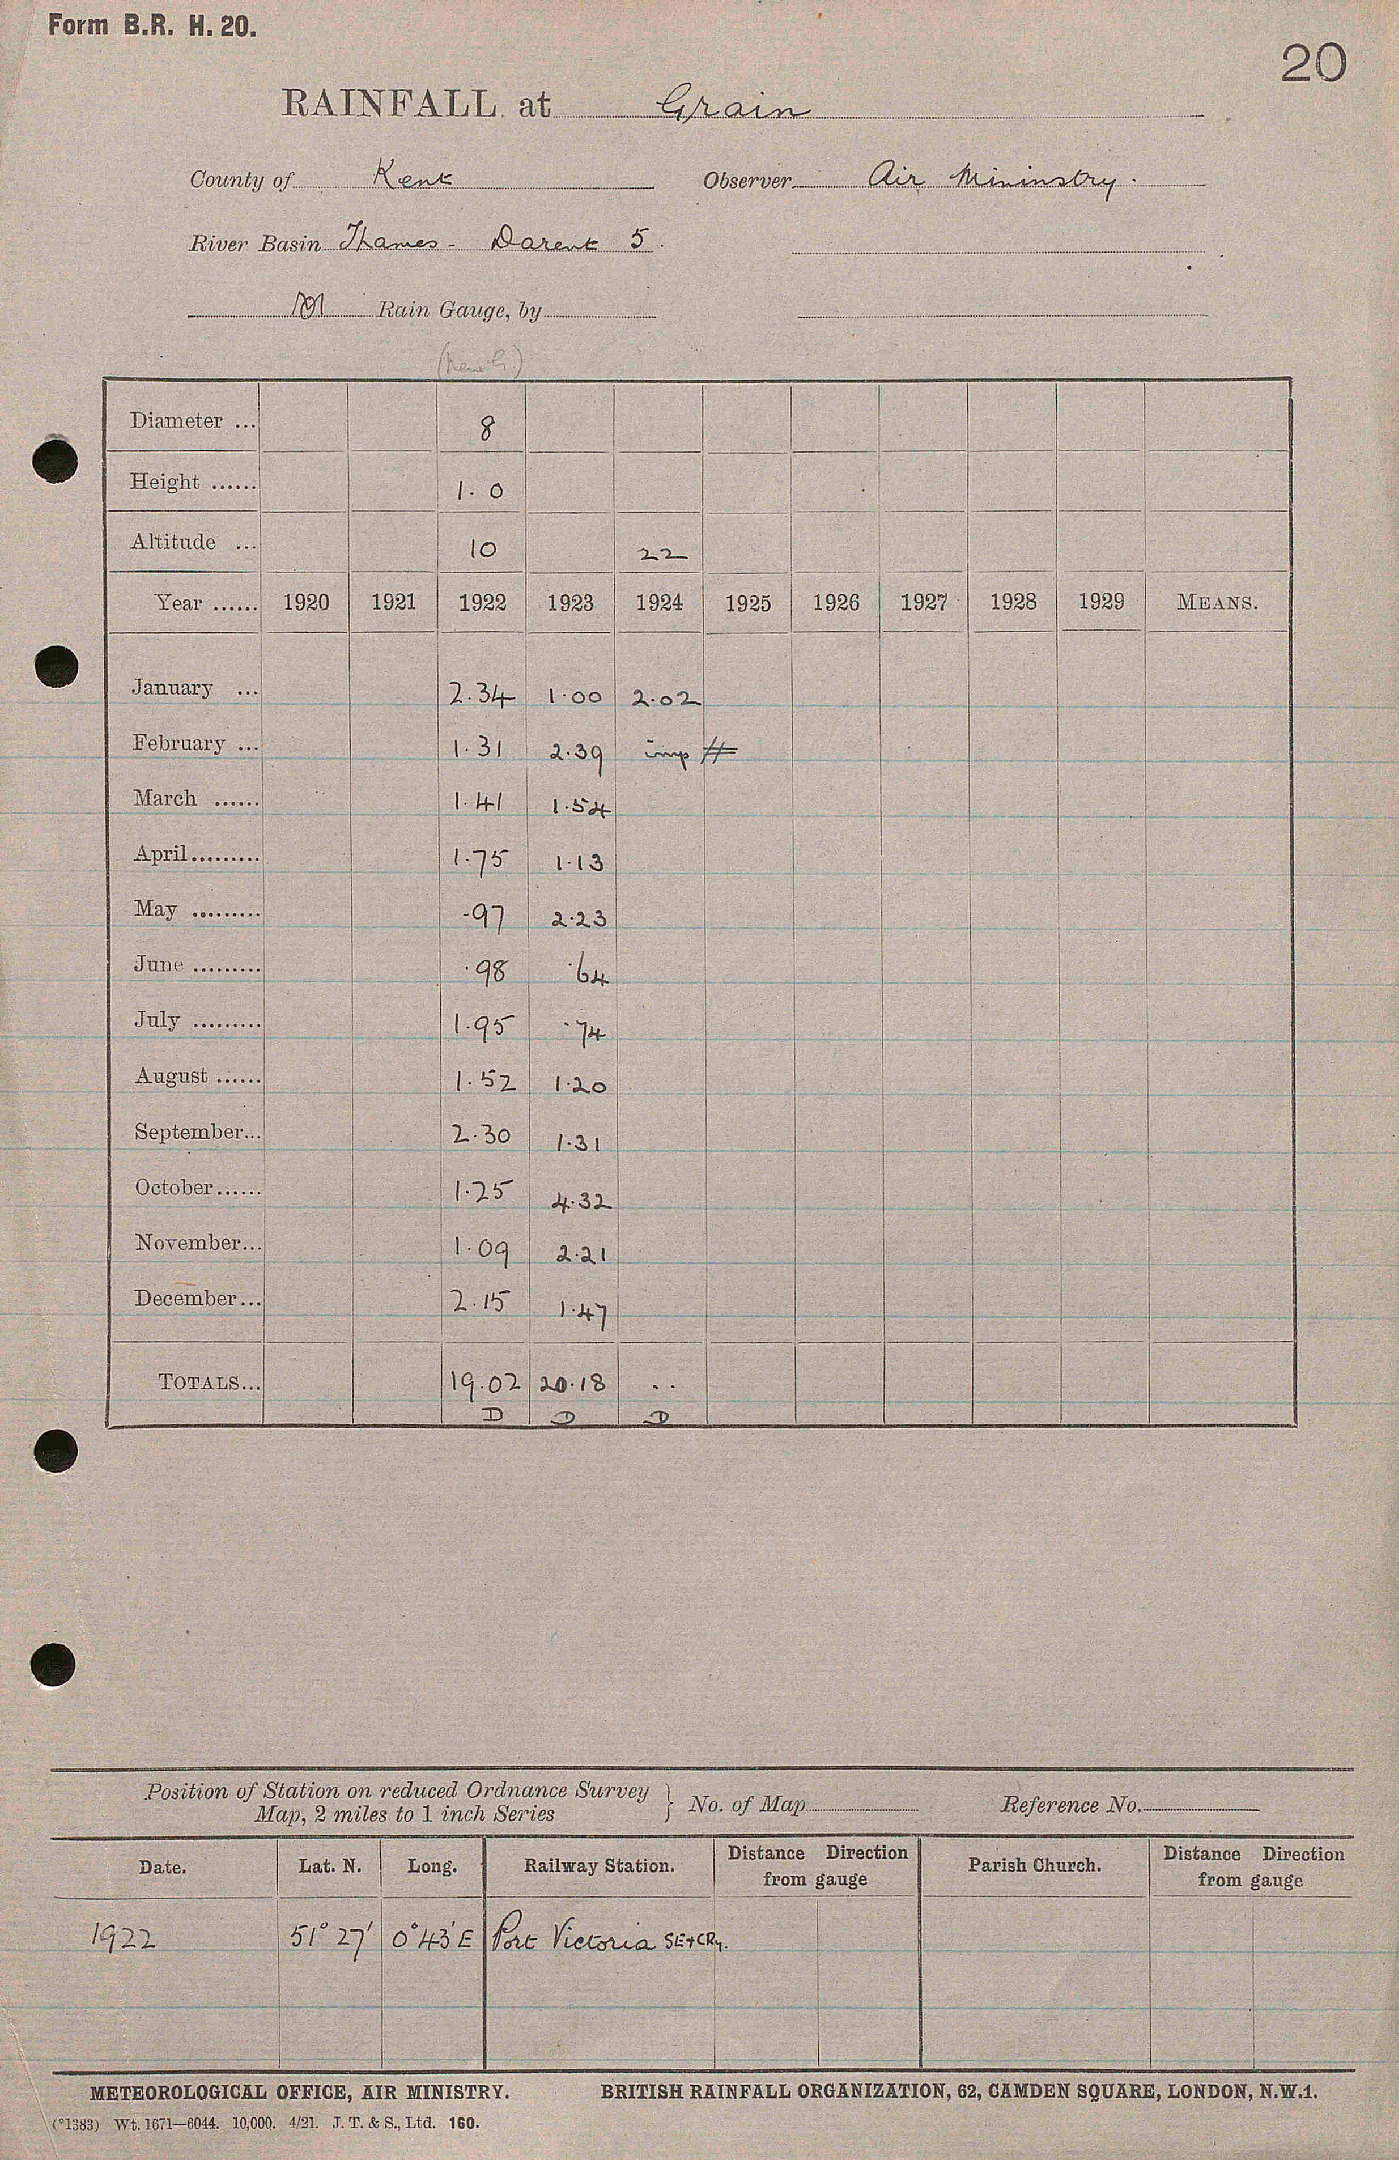 Form B.R. H. 20.
20
RAINFALL at Grain
County of Kent Observer Air Mininstry.
River Basin Thames - Darent 5.
M Rain Gauge, by
Diameter ... 8
Height ...... 1. 0
Altitude ... 10 22
Year ...... 1920 1921 1922 1923 1924 1925 1926 1927 1928 1929 MEANS.
January ... 2.34 1.00 2.02
February ... 1.31 2.39 imp #
March ...... 1.41 1.54
April......... 1.75 1.13
May ......... .97 2.23
June ......... .98 .64
July ......... 1.95 .74
August ...... 1.52 1.20
September... 2.30 1.31
October...... 1.25 4.32
November... 1.09 2.21
December... 2.15 1.47
TOTALS... 19.02 20.18 ..
D D D
Position of Station on reduced Ordnance Survey
Map, 2 miles to 1 inch Series } No. of Map Reference No.
Date. Lat. N. Long. Railway Station. Distance Direction from gauge Parish Church. Distance Direction from gauge
1922 51° 27' 0°43'E Port Victoria SE+CRy.
METEOROLOGICAL OFFICE, AIR MINISTRY. BRITISH RAINFALL ORGANIZATION, 62, CAMDEN SQUARE, LONDON, N.W.1.
(*1383) Wt. 1671—6044. 10,000. 4/21. J. T. & S., Ltd. 160.